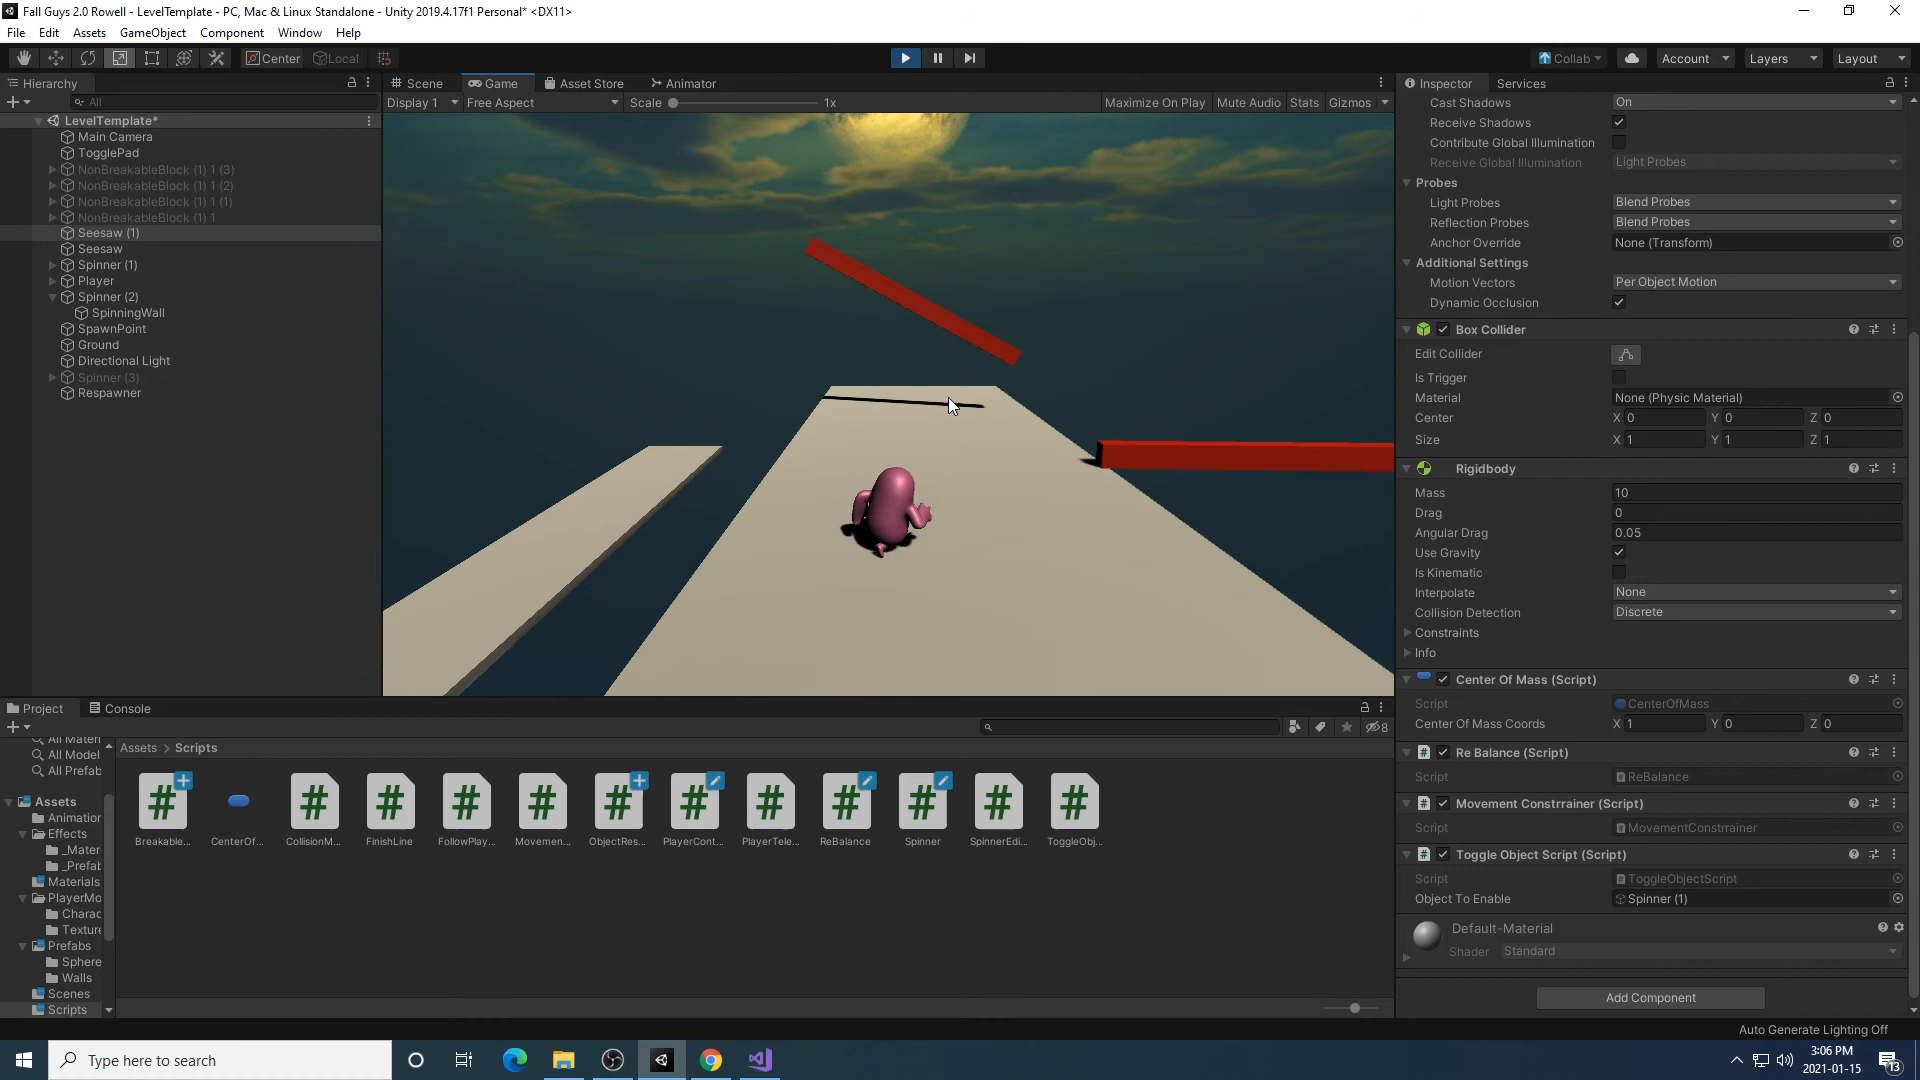 Fall Guys 2.0 Rowell - LevelTemplate - PC, Mac & Linux Standalone - Unity 2019.4.17f1 Personal* <DX11>
File Edit Assets GameObject Component Window Help
Center Local Collab Account Layers Layout
Hierarchy
All
LevelTemplate*
Main Camera
TogglePad
NonBreakableBlock (1) 1 (3)
NonBreakableBlock (1) 1 (2)
NonBreakableBlock (1) 1 (1)
NonBreakableBlock (1) 1
Seesaw (1)
Seesaw
Spinner (1)
Player
Spinner (2)
SpinningWall
SpawnPoint
Ground
Directional Light
Spinner (3)
Respawner
Scene Game Asset Store Animator
Display 1 Free Aspect Scale 1x Maximize On Play Mute Audio Stats Gizmos
Inspector Services
Cast Shadows On
Receive Shadows
Contribute Global Illumination
Receive Global Illumination Light Probes
Probes
Light Probes Blend Probes
Reflection Probes Blend Probes
Anchor Override None (Transform)
Additional Settings
Motion Vectors Per Object Motion
Dynamic Occlusion
Box Collider
Edit Collider
Is Trigger
Material None (Physic Material)
Center X 0 Y 0 Z 0
Size X 1 Y 1 Z 1
Rigidbody
Mass 10
Drag 0
Angular Drag 0.05
Use Gravity
Is Kinematic
Interpolate None
Collision Detection Discrete
Constraints
Info
Center Of Mass (Script)
Script CenterOfMass
Center Of Mass Coords X 1 Y 0 Z 0
Re Balance (Script)
Script ReBalance
Movement Constrrainer (Script)
Script MovementConstrrainer
Toggle Object Script (Script)
Script ToggleObjectScript
Object To Enable Spinner (1)
Default-Material
Shader Standard
Add Component
Auto Generate Lighting Off
Project Console
8
All Materi
All Model
All Prefab
Assets
Animation
Effects
_Mater
_Prefab
Materials
PlayerMo
Charac
Texture
Prefabs
Sphere
Walls
Scenes
Scripts
Assets > Scripts
Breakable... CenterOf... CollisionM... FinishLine FollowPlay... Movemen... ObjectRes... PlayerCont... PlayerTele... ReBalance Spinner SpinnerEdi... ToggleObj...
Type here to search
3:06 PM
2021-01-15
13